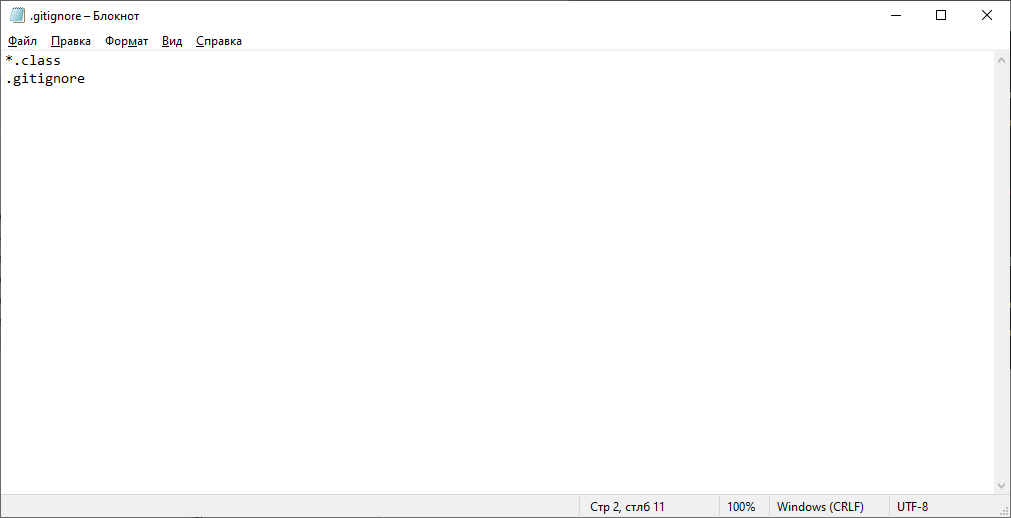 .gitignore – Блокнот
Файл Правка Формат Вид Справка
*.class
.gitignore
Стр 2, стлб 11 100% Windows (CRLF) UTF-8